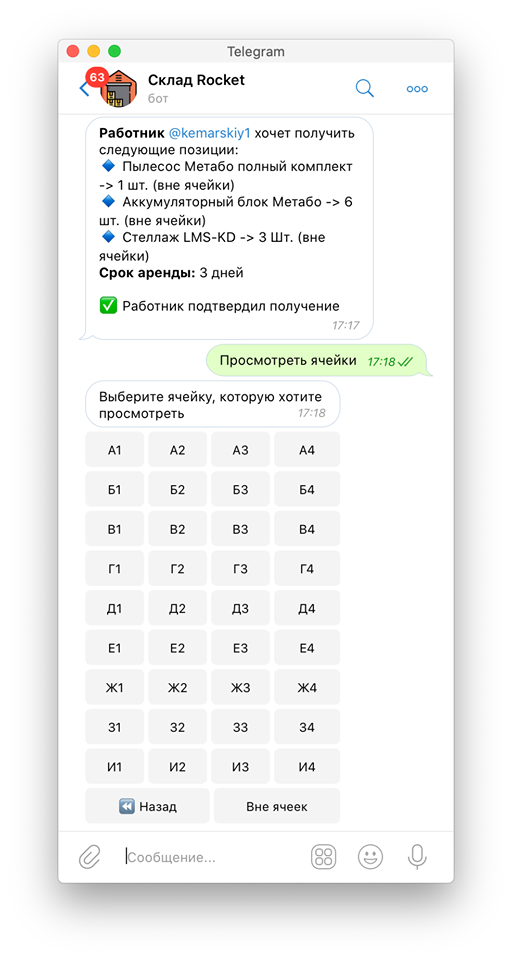 Telegram
63
Склад Rocket
бот
Работник @kemarskiy1 хочет получить
следующие позиции:
🔹 Пылесос Метабо полный комплект
-> 1 шт. (вне ячейки)
🔹 Аккумуляторный блок Метабо -> 6
шт. (вне ячейки)
🔹 Стеллаж LMS-KD -> 3 Шт. (вне
ячейки)
Срок аренды: 3 дней
✅ Работник подтвердил получение
17:17
Просмотреть ячейки 17:18
Выберите ячейку, которую хотите
просмотреть 17:18
А1 А2 А3 А4
Б1 Б2 Б3 Б4
В1 В2 В3 В4
Г1 Г2 Г3 Г4
Д1 Д2 Д3 Д4
Е1 Е2 Е3 Е4
Ж1 Ж2 Ж3 Ж4
З1 З2 З3 З4
И1 И2 И3 И4
⏪ Назад Вне ячеек
Сообщение...